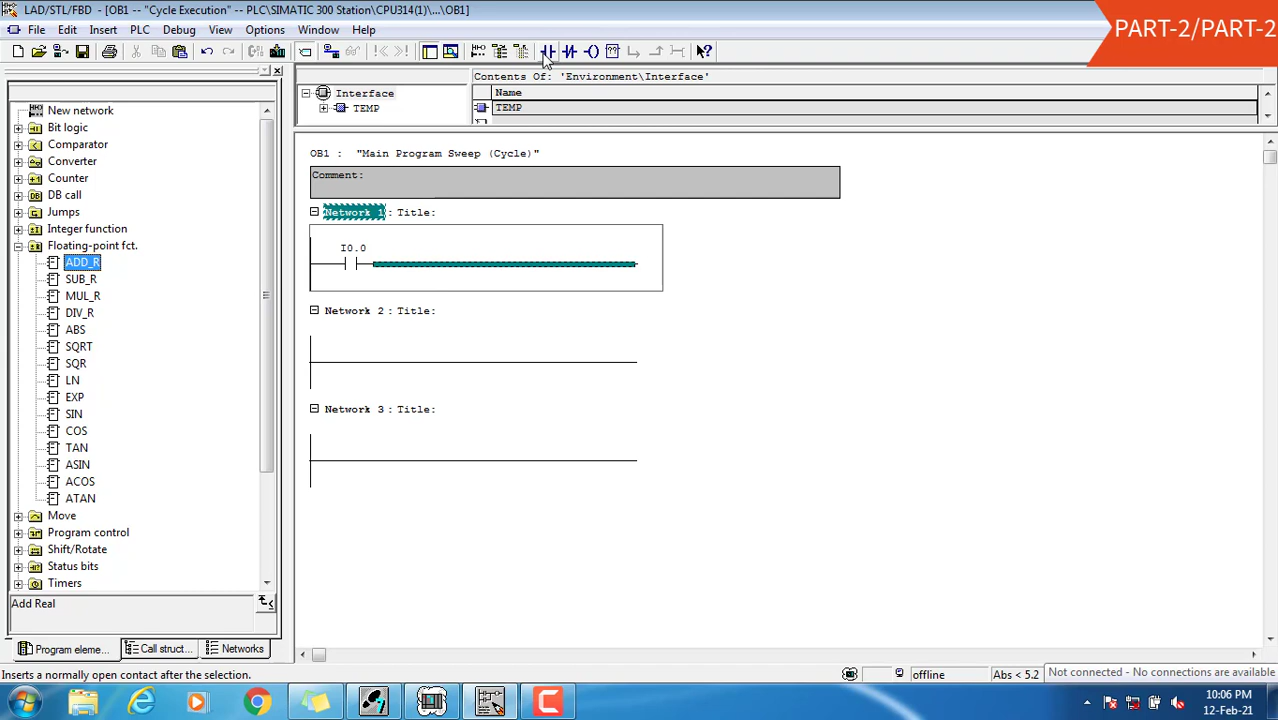 LAD/STL/FBD - [OB1 -- "Cycle Execution" -- PLC\SIMATIC 300 Station\CPU314(1)\...\OB1]
PART-2/PART-2
File Edit Insert PLC Debug View Options Window Help
Contents Of: 'Environment\Interface'
Interface
TEMP
Name
TEMP
New network
Bit logic
Comparator
Converter
Counter
DB call
Jumps
Integer function
Floating-point fct.
ADD_R
SUB_R
MUL_R
DIV_R
ABS
SQRT
SQR
LN
EXP
SIN
COS
TAN
ASIN
ACOS
ATAN
Move
Program control
Shift/Rotate
Status bits
Timers
Add Real
Program eleme...
Call struct...
Networks
OB1 : "Main Program Sweep (Cycle)"
Comment:
Network 1 : Title:
I0.0
Network 2 : Title:
Network 3 : Title:
Inserts a normally open contact after the selection.
offline
Abs < 5.2
Not connected - No connections are available
10:06 PM
12-Feb-21